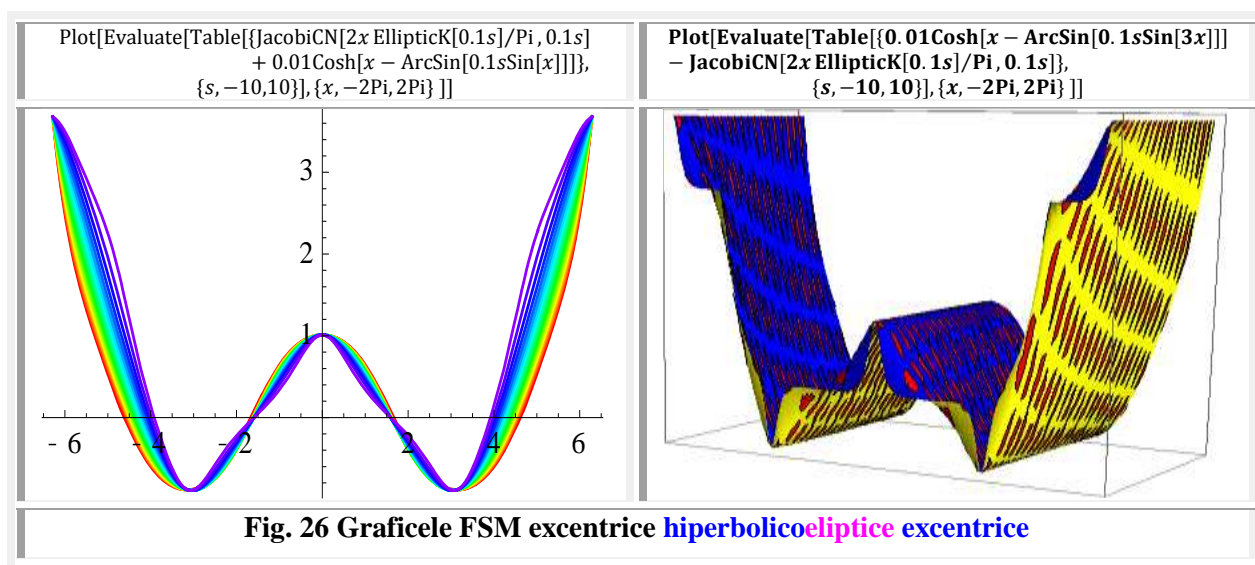 Plot[Evaluate[Table[{JacobiCN[2x EllipticK[0.1s]/Pi , 0.1s]
+ 0.01Cosh[x − ArcSin[0.1sSin[x]]]},
{s, −10,10}], {x, −2Pi, 2Pi} ]]
Plot[Evaluate[Table[{0.01Cosh[x − ArcSin[0.1sSin[3x]]]
− JacobiCN[2x EllipticK[0.1s]/Pi , 0.1s]},
{s, −10, 10}], {x, −2Pi, 2Pi} ]]
3
2
1
- 6
- 4
- 2
2
4
6
Fig. 26 Graficele FSM excentrice hiperbolicoeliptice excentrice